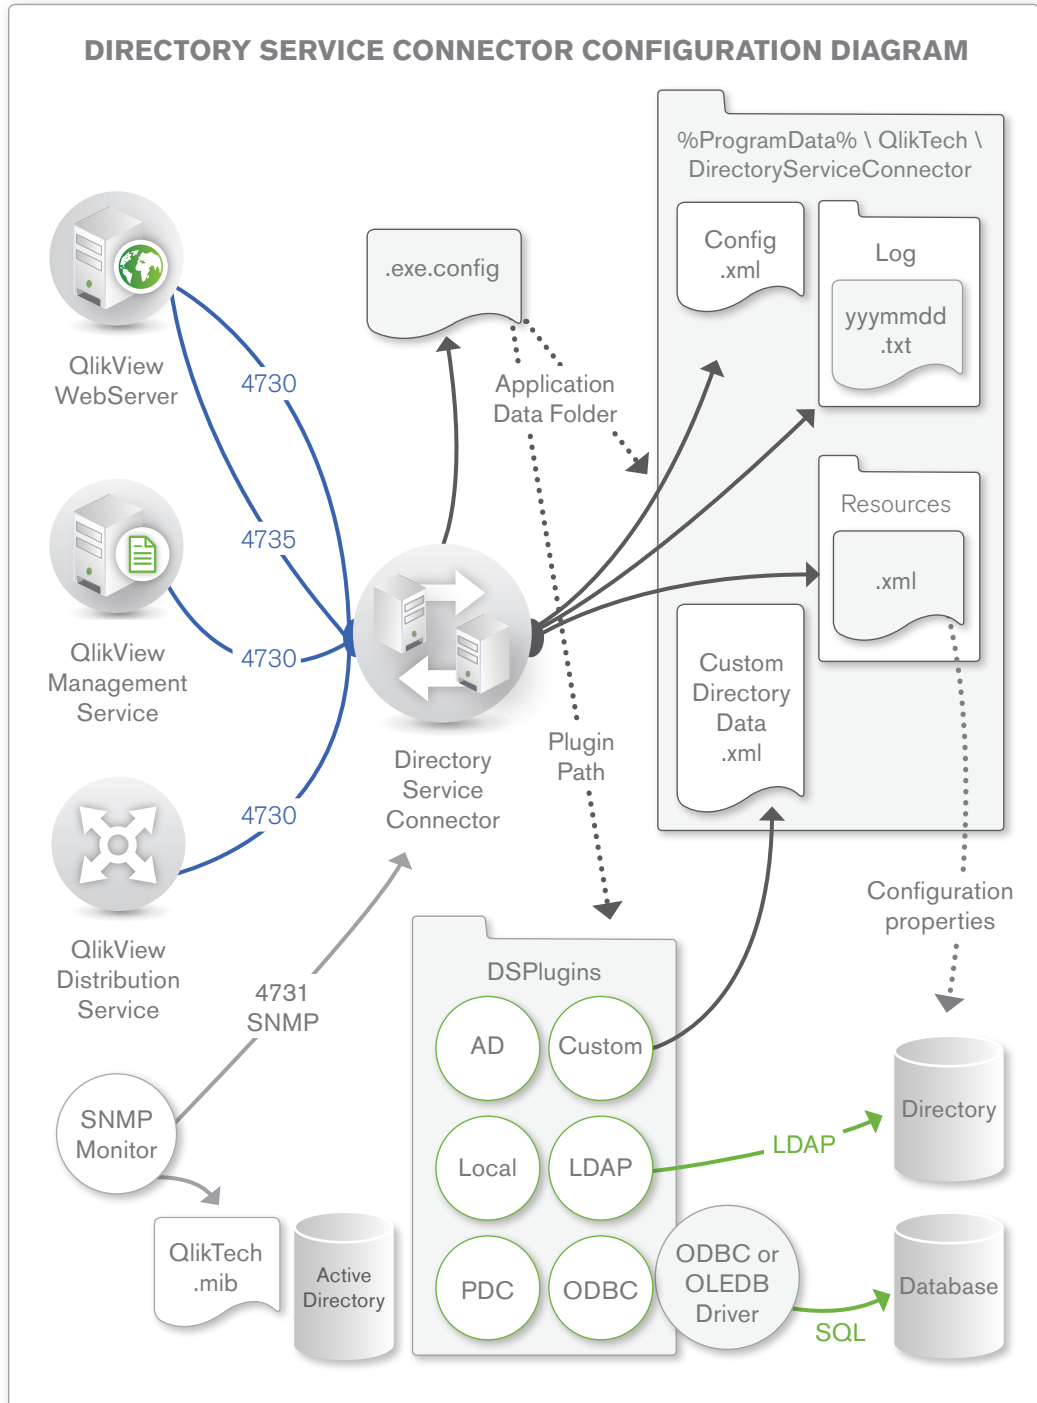 DIRECTORY SERVICE CONNECTOR CONFIGURATION DIAGRAM
%ProgramData% \ QlikTech \
DirectoryServiceConnector
Config
.xml
Log
yyymmdd
.txt
.exe.config
QlikView
WebServer
4730
Application
Data Folder
Resources
.xml
4735
QlikView
Management
Service
4730
Custom
Directory
Data
.xml
Directory
Service
Connector
Plugin
Path
4730
QlikView
Distribution
Service
Configuration
properties
4731
SNMP
DSPlugins
AD
Custom
SNMP
Monitor
Directory
LDAP
Local
LDAP
QlikTech
.mib
Active
Directory
PDC
ODBC
ODBC or
OLEDB
Driver
SQL
Database